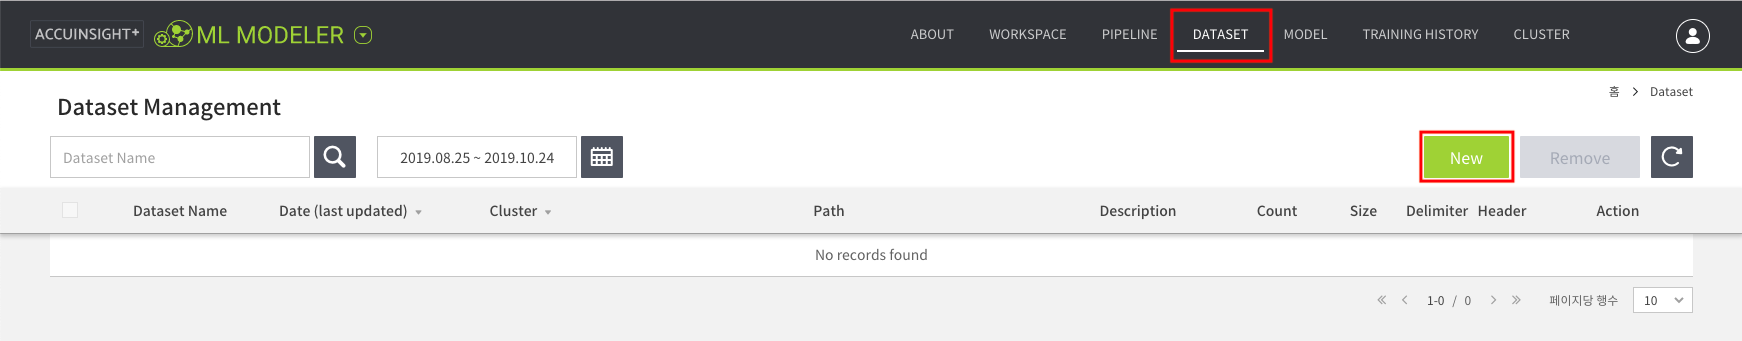 ACCUINSIGHT+ ML MODELER ABOUT WORKSPACE PIPELINE DATASET MODEL TRAINING HISTORY CLUSTER
홈 > Dataset
Dataset Management
Dataset Name 2019.08.25 ~ 2019.10.24 New Remove
Dataset Name Date (last updated) Cluster Path Description Count Size Delimiter Header Action
No records found
1-0 / 0 페이지당 행수 10